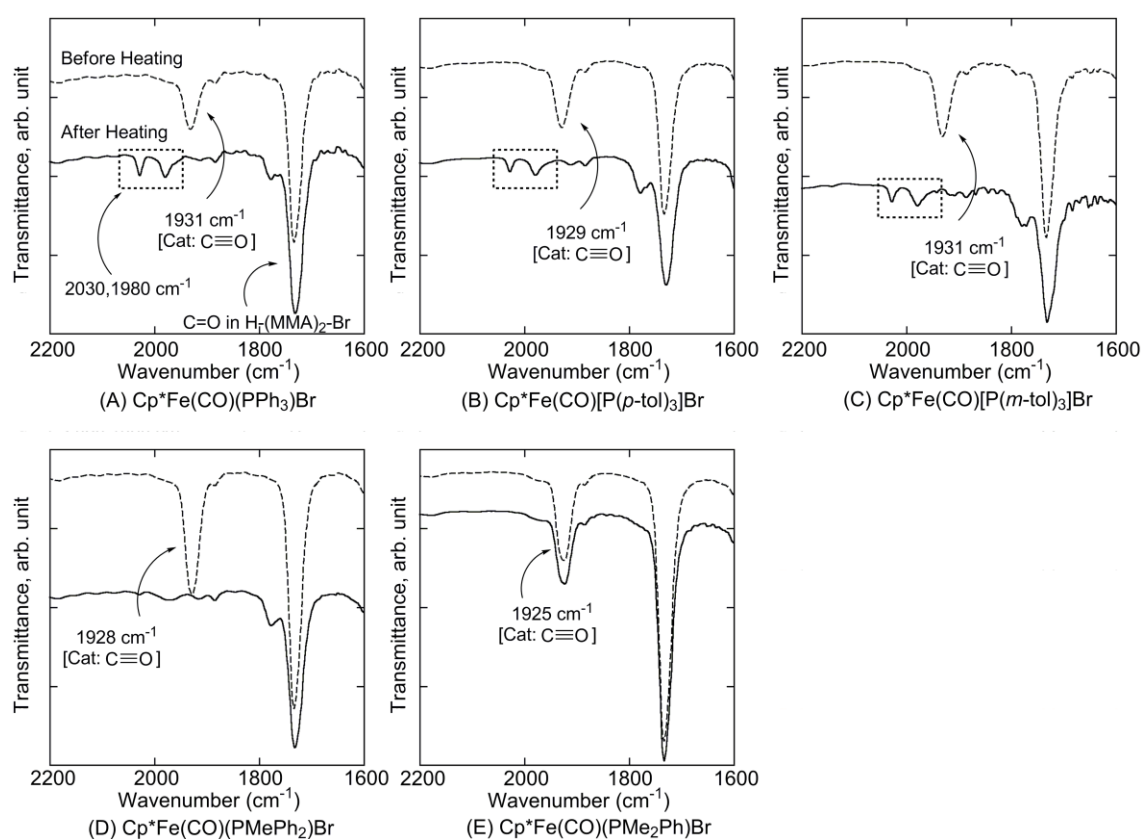 Transmittance, arb. unit
Before Heating
After Heating
1931 cm⁻¹
[Cat: C≡O]
2030,1980 cm⁻¹
C=O in H-(MMA)₂-Br
2200 2000 1800 1600
Wavenumber (cm⁻¹)
(A) Cp*Fe(CO)(PPh₃)Br
Transmittance, arb. unit
1929 cm⁻¹
[Cat: C≡O]
2200 2000 1800 1600
Wavenumber (cm⁻¹)
(B) Cp*Fe(CO)[P(p-tol)₃]Br
Transmittance, arb. unit
1931 cm⁻¹
[Cat: C≡O]
2200 2000 1800 1600
Wavenumber (cm⁻¹)
(C) Cp*Fe(CO)[P(m-tol)₃]Br
Transmittance, arb. unit
1928 cm⁻¹
[Cat: C≡O]
2200 2000 1800 1600
Wavenumber (cm⁻¹)
(D) Cp*Fe(CO)(PMePh₂)Br
Transmittance, arb. unit
1925 cm⁻¹
[Cat: C≡O]
2200 2000 1800 1600
Wavenumber (cm⁻¹)
(E) Cp*Fe(CO)(PMe₂Ph)Br